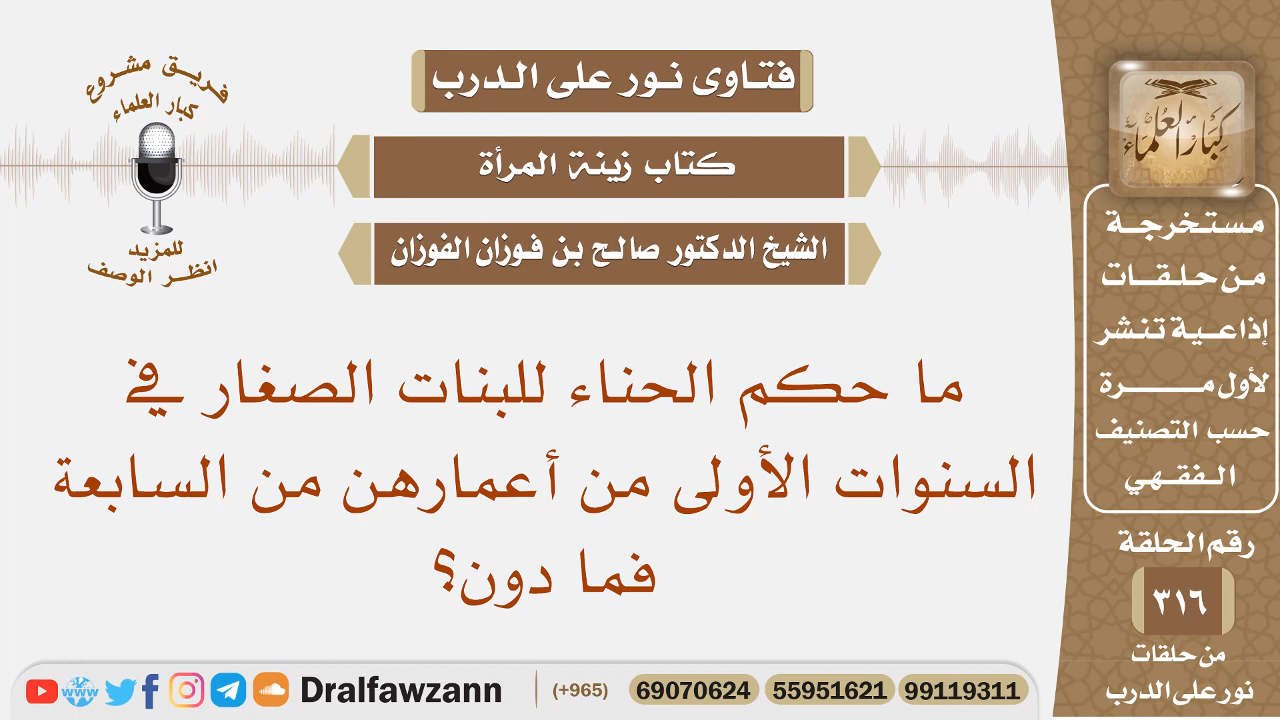 فتاوى نور على الدرب
كتاب زينة المرأة
الشيخ الدكتور صالح بن فوزان الفوزان
ما حكم الحناء للبنات الصغار في
السنوات الأولى من أعمارهن من السابعة
فما دون؟
كبار العلماء
مستخرجة
من حلقات
إذاعية تنشر
لأول مرة
حسب التصنيف
الفقهي
رقم الحلقة
٣١٦
من حلقات
نور على الدرب
فريق مشروع
كبار العلماء
للمزيد
انظر الوصف
www
Dralfawzann
(+965) 69070624 55951621 99119311